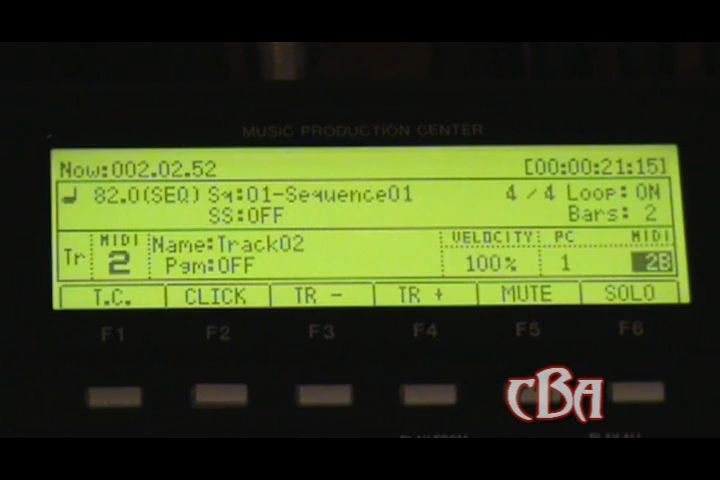 MUSIC PRODUCTION CENTER
Now:002.02.52 [00:00:21:15]
82.0(SEQ) Sq:01-Sequence01 4/4 Loop:ON
SS:OFF Bars: 2
Tr MIDI 2 Name:Track02 VELOCITY: PC MIDI
Pgm:OFF 100% 1 2B
T.C. CLICK TR - TR + MUTE SOLO
F1 F2 F3 F4 F5 F6
CBA